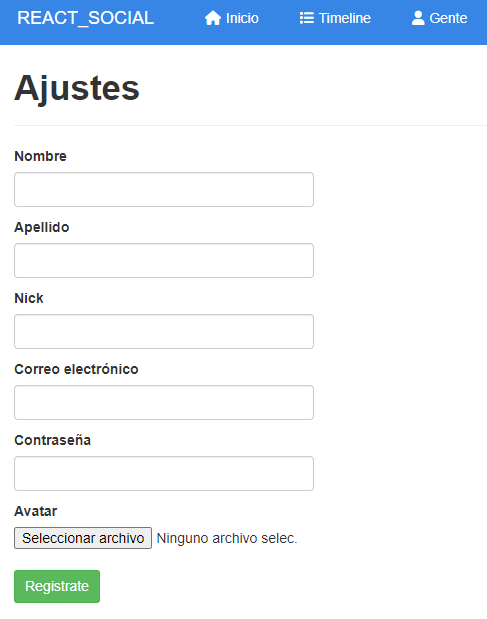 REACT_SOCIAL Inicio Timeline Gente
Ajustes
Nombre
Apellido
Nick
Correo electrónico
Contraseña
Avatar
Seleccionar archivo Ninguno archivo selec.
Registrate